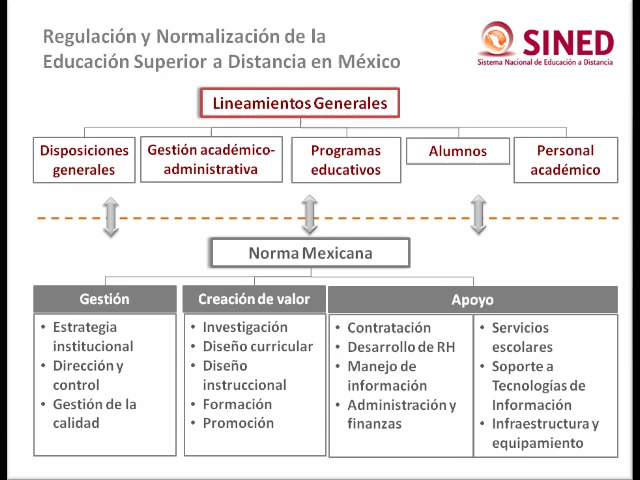 Regulación y Normalización de la
Educación Superior a Distancia en México
SINED
Sistema Nacional de Educación a Distancia
Lineamientos Generales
Disposiciones
generales
Gestión académico-
administrativa
Programas
educativos
Alumnos
Personal
académico
Norma Mexicana
Gestión
• Estrategia
institucional
• Dirección y
control
• Gestión de la
calidad
Creación de valor
• Investigación
• Diseño curricular
• Diseño
instruccional
• Formación
• Promoción
Apoyo
• Contratación
• Desarrollo de RH
• Manejo de
información
• Administración y
finanzas
• Servicios
escolares
• Soporte a
Tecnologías de
Información
• Infraestructura y
equipamiento